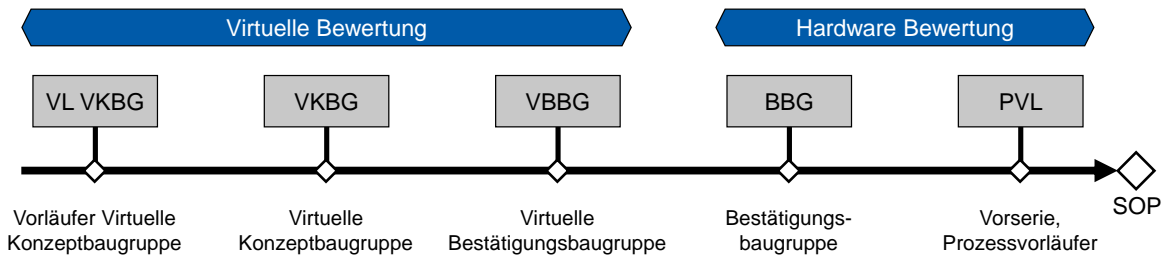 Virtuelle Bewertung
Hardware Bewertung
VL VKBG
VKBG
VBBG
BBG
PVL
SOP
Vorläufer Virtuelle
Konzeptbaugruppe
Virtuelle
Konzeptbaugruppe
Virtuelle
Bestätigungsbaugruppe
Bestätigungs-
baugruppe
Vorserie,
Prozessvorläufer